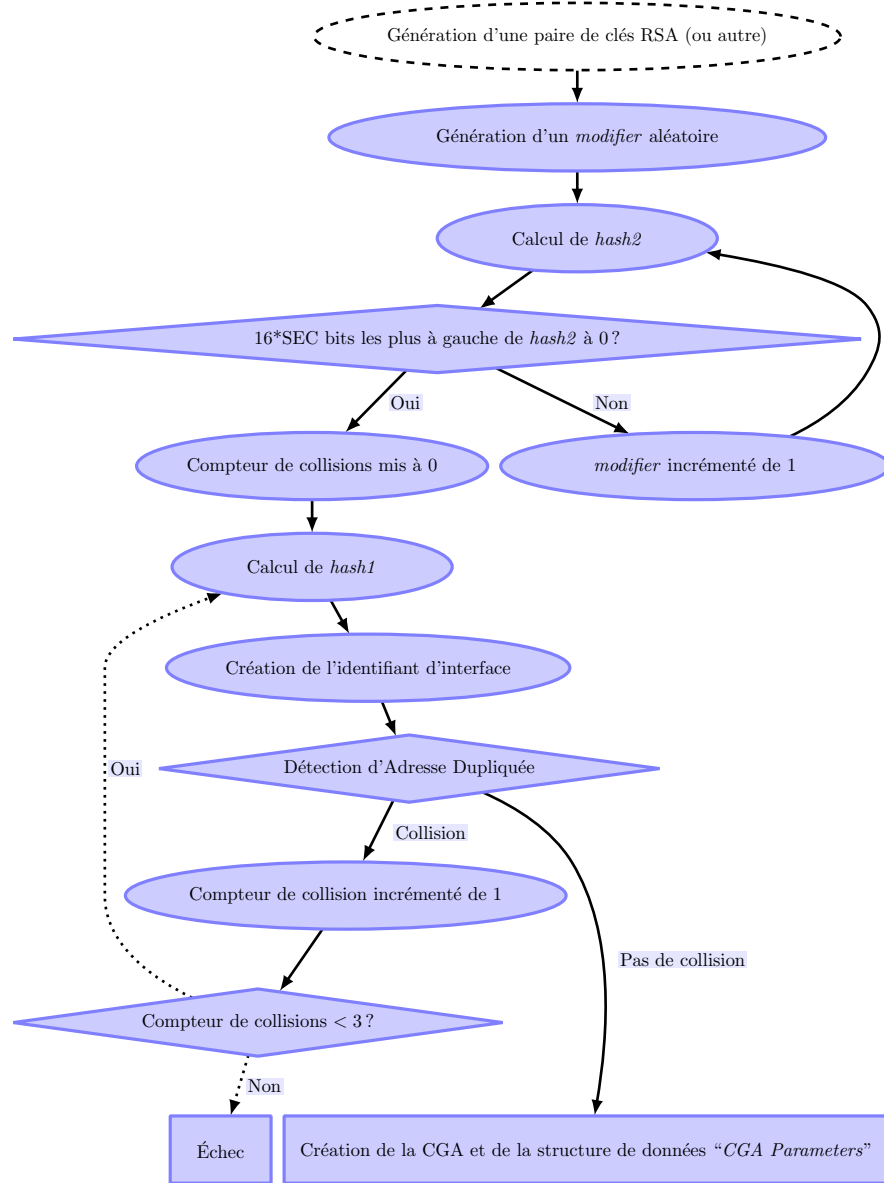 Génération d'une paire de clés RSA (ou autre)
Génération d'un modifier aléatoire
Calcul de hash2
16*SEC bits les plus à gauche de hash2 à 0 ?
Oui
Non
Compteur de collisions mis à 0
modifier incrémenté de 1
Calcul de hash1
Création de l'identifiant d'interface
Détection d'Adresse Dupliquée
Oui
Collision
Compteur de collision incrémenté de 1
Pas de collision
Compteur de collisions < 3 ?
Non
Échec
Création de la CGA et de la structure de données “CGA Parameters”